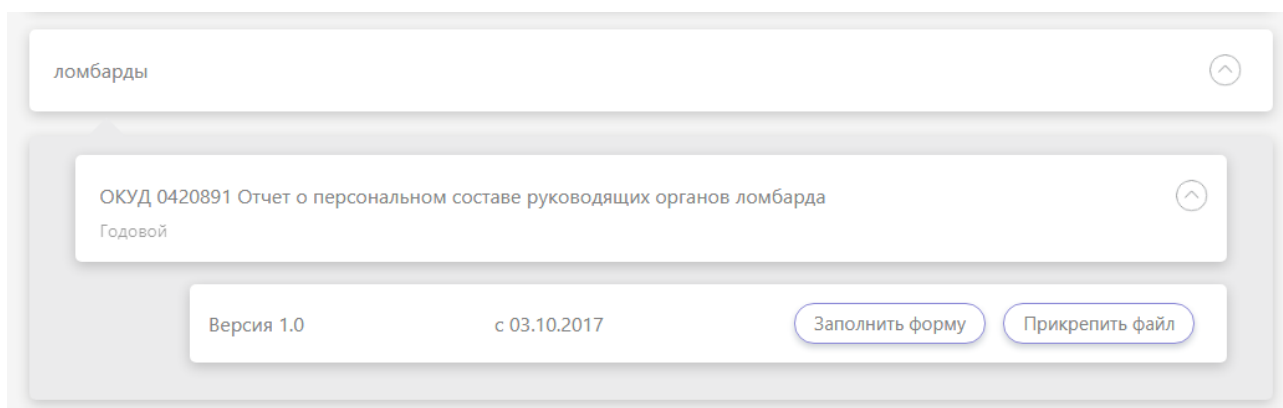 ломбарды
ОКУД 0420891 Отчет о персональном составе руководящих органов ломбарда
Годовой
Версия 1.0 с 03.10.2017 Заполнить форму Прикрепить файл